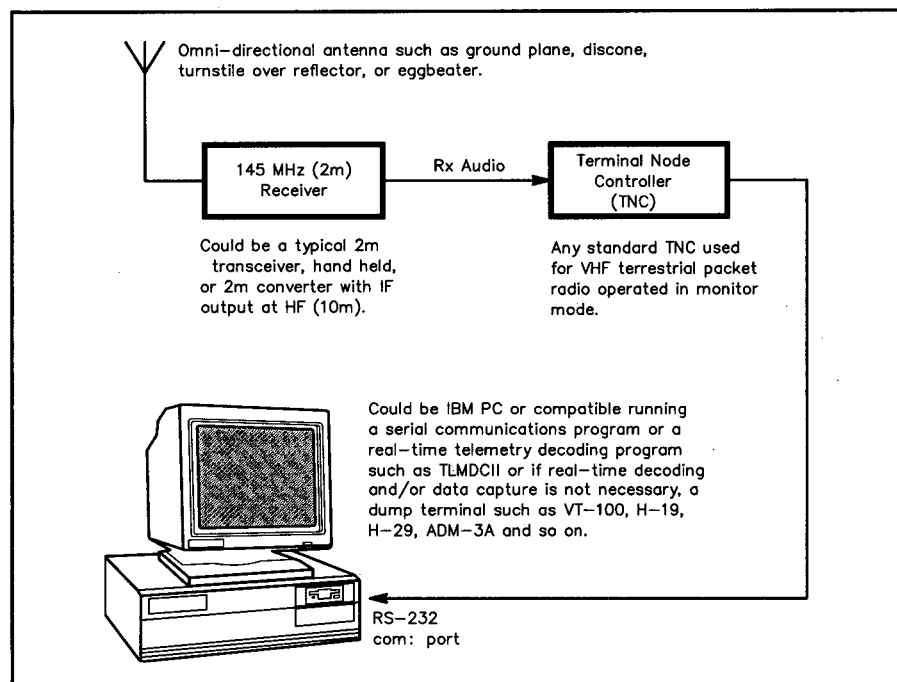 Omni-directional antenna such as ground plane, discone,
turnstile over reflector, or eggbeater.
145 MHz (2m)
Receiver
Rx Audio
Terminal Node
Controller
(TNC)
Could be a typical 2m
transceiver, hand held,
or 2m converter with IF
output at HF (10m).
Any standard TNC used
for VHF terrestrial packet
radio operated in monitor
mode.
Could be IBM PC or compatible running
a serial communications program or a
real-time telemetry decoding program
such as TLMDCII or if real-time decoding
and/or data capture is not necessary, a
dump terminal such as VT-100, H-19,
H-29, ADM-3A and so on.
RS-232
com: port